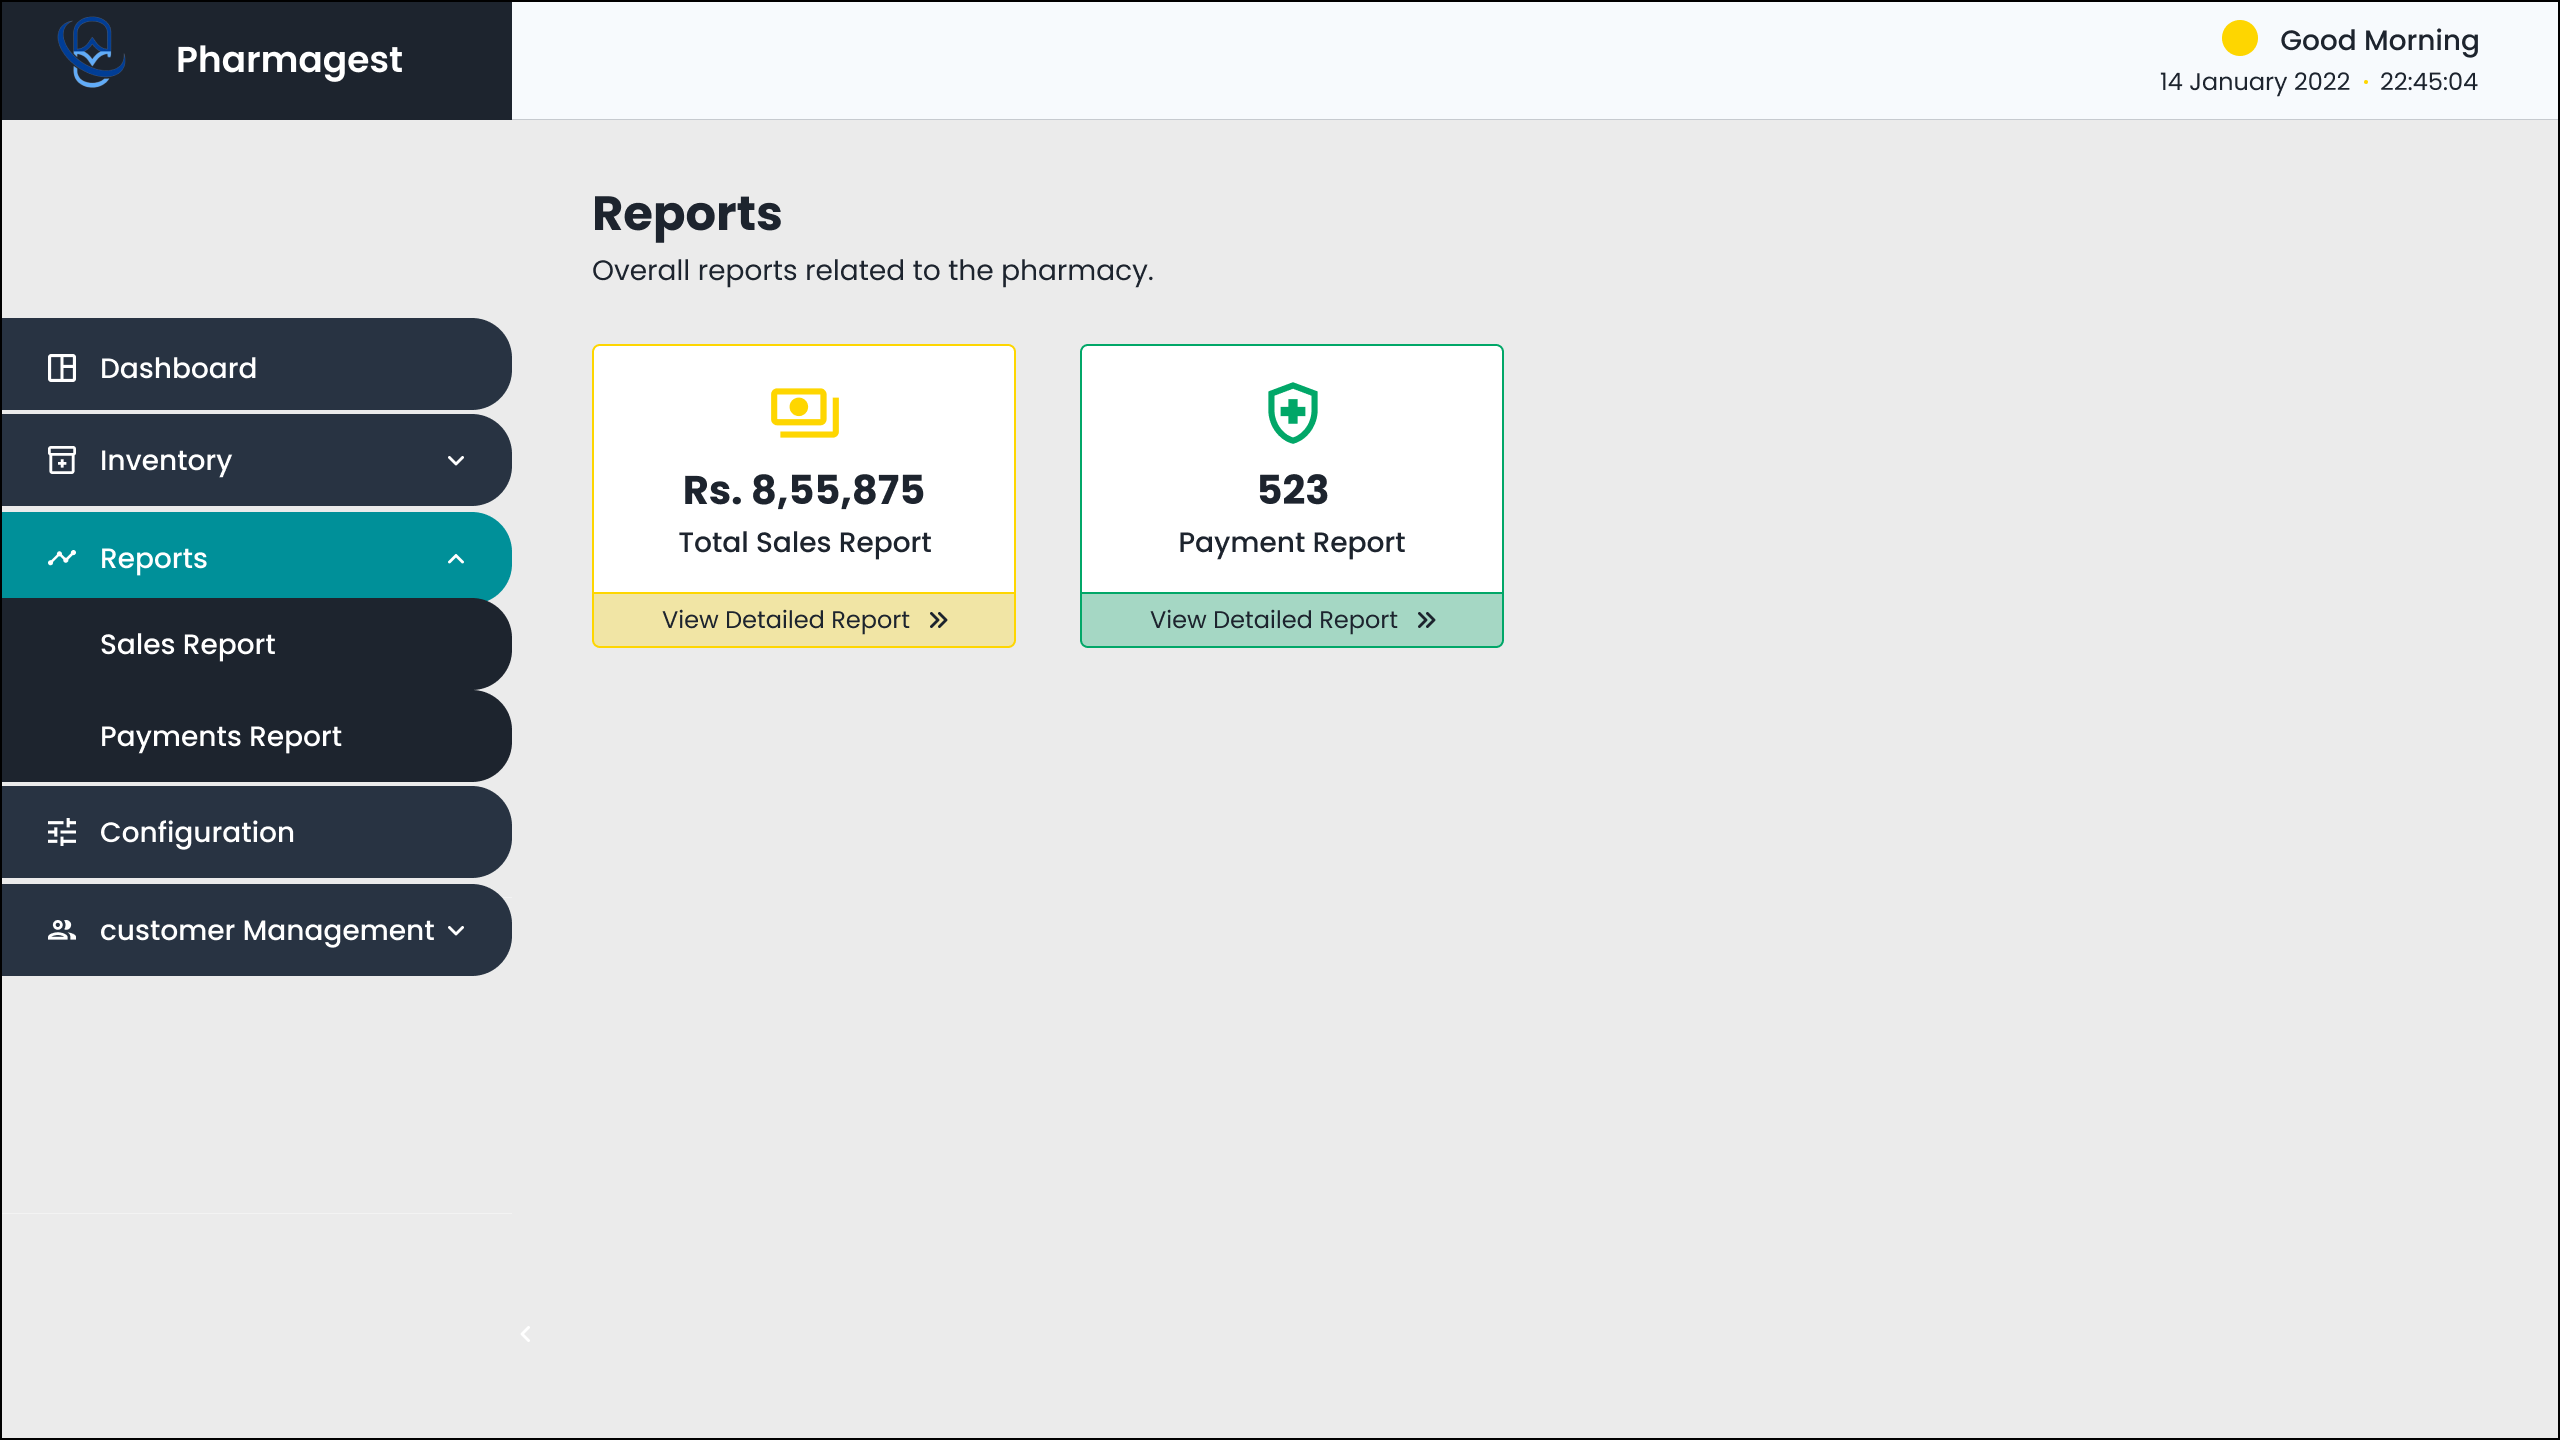 Pharmagest
Good Morning
14 January 2022 • 22:45:04
Reports
Overall reports related to the pharmacy.
Dashboard
Inventory
Reports
Sales Report
Payments Report
Configuration
customer Management
Rs. 8,55,875
Total Sales Report
View Detailed Report
523
Payment Report
View Detailed Report